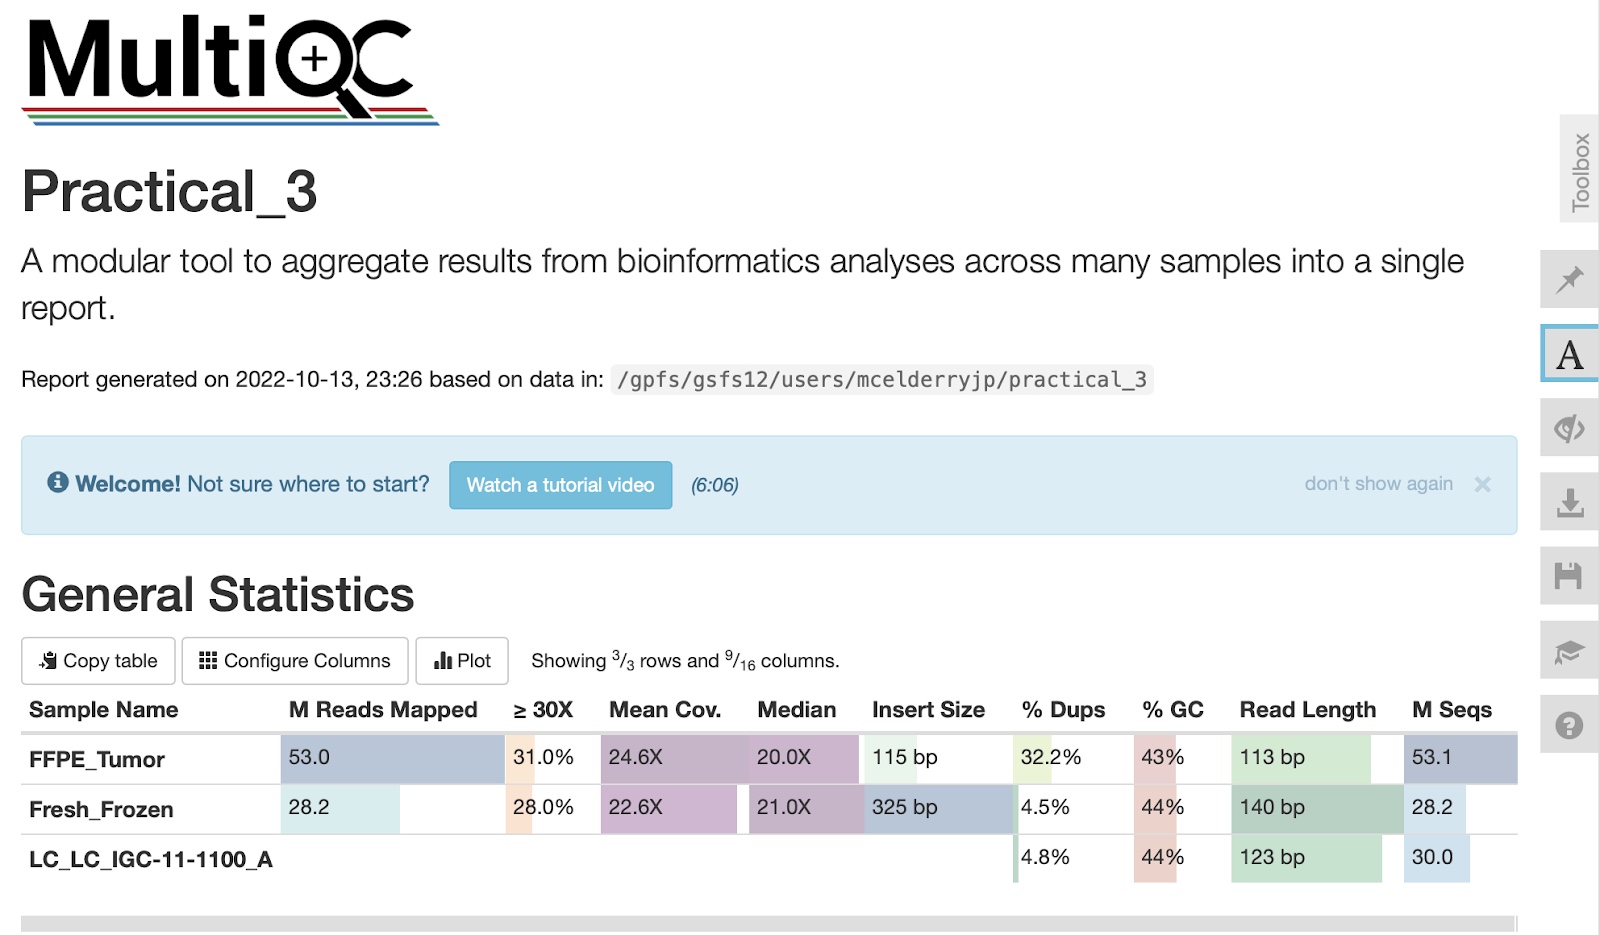 MultiQC
Toolbox
Practical_3
A modular tool to aggregate results from bioinformatics analyses across many samples into a single
report.
A
Report generated on 2022-10-13, 23:26 based on data in: /gpfs/gsfs12/users/mcelderryjp/practical_3
Welcome! Not sure where to start? Watch a tutorial video (6:06) don't show again ×
General Statistics
Copy table Configure Columns Plot Showing 3/3 rows and 9/16 columns.
Sample Name M Reads Mapped ≥ 30X Mean Cov. Median Insert Size % Dups % GC Read Length M Seqs
FFPE_Tumor 53.0 31.0% 24.6X 20.0X 115 bp 32.2% 43% 113 bp 53.1
Fresh_Frozen 28.2 28.0% 22.6X 21.0X 325 bp 4.5% 44% 140 bp 28.2
LC_LC_IGC-11-1100_A 4.8% 44% 123 bp 30.0